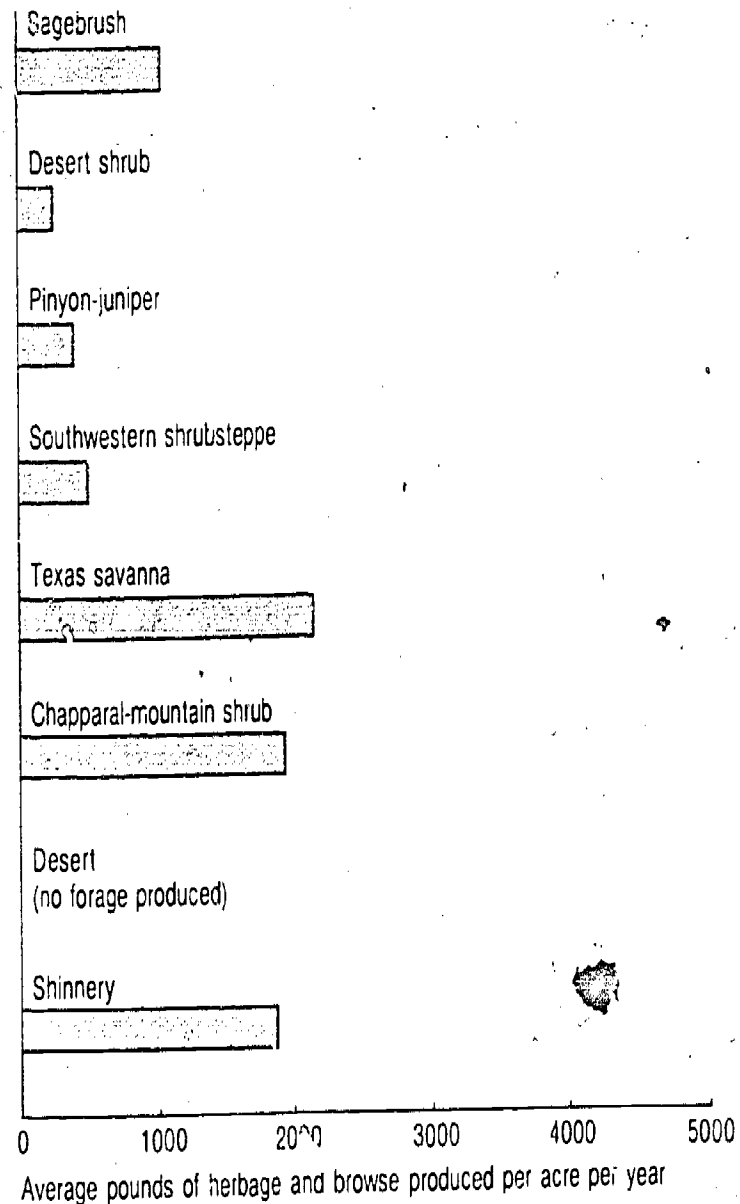 Sagebrush
Desert shrub
Pinyon-juniper
Southwestern shrubsteppe
Texas savanna
Chapparal-mountain shrub
Desert
(no forage produced)
Shinnery
0 1000 2000 3000 4000 5000
Average pounds of herbage and browse produced per acre per year